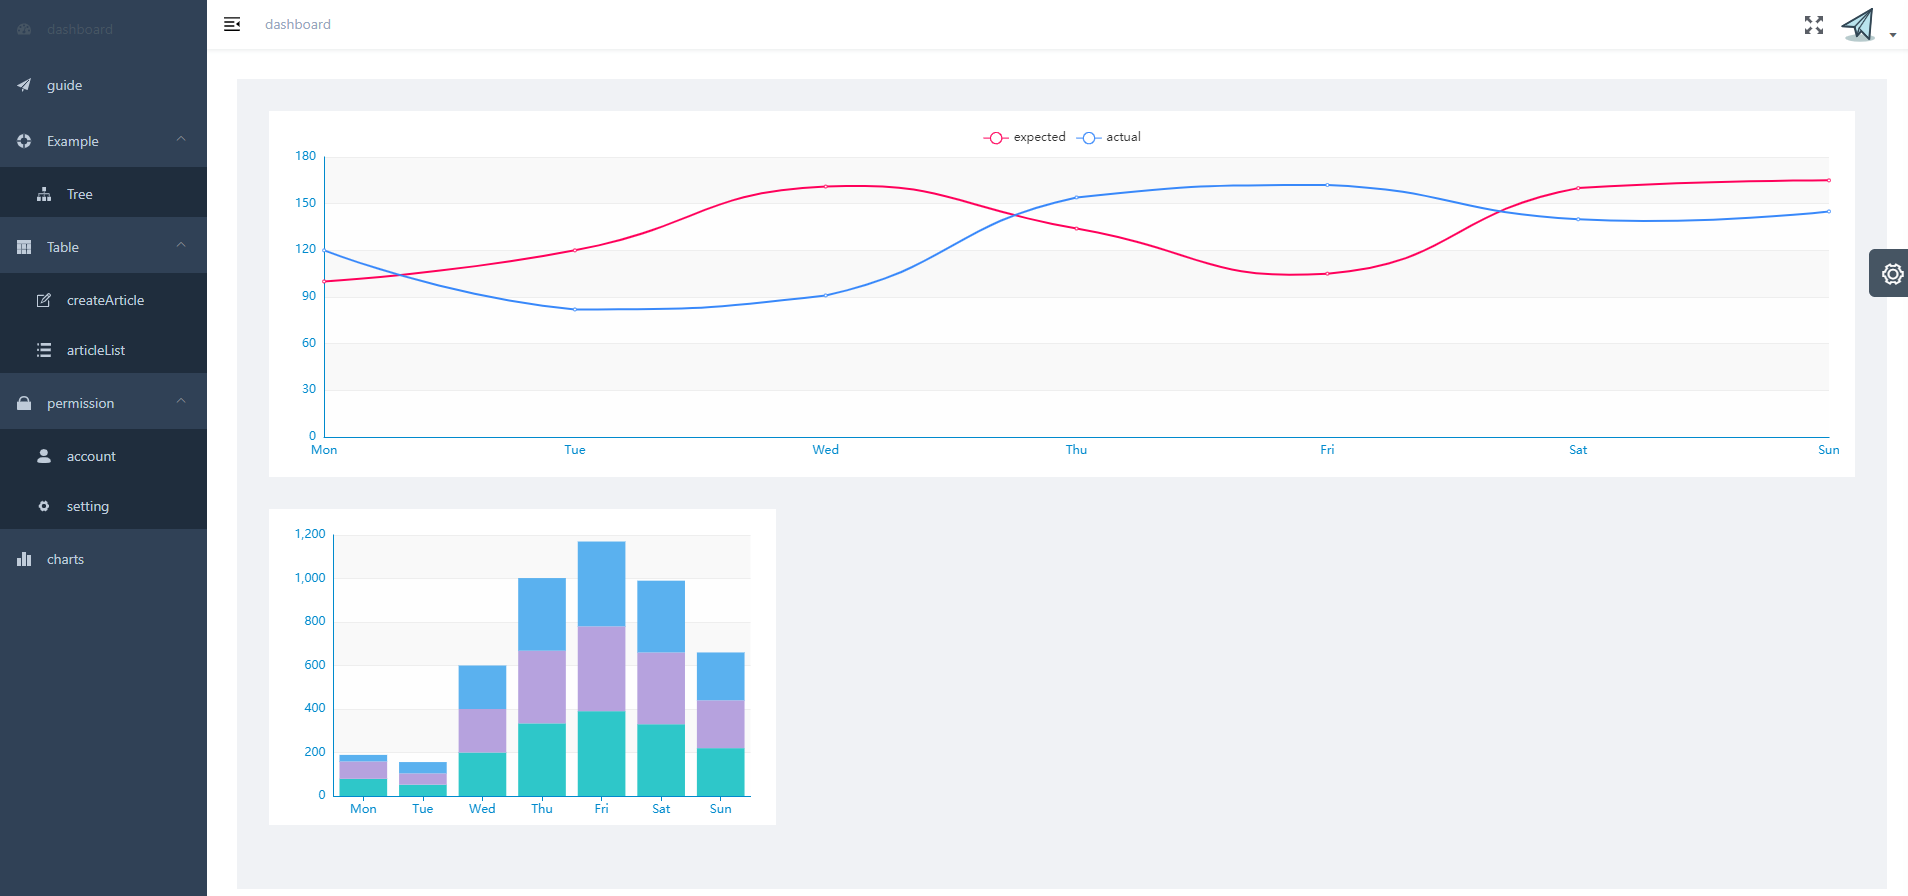 dashboard
guide
Example
Tree
Table
createArticle
articleList
permission
account
setting
charts
dashboard
expected actual
180
150
120
90
60
30
0
Mon Tue Wed Thu Fri Sat Sun
1,200
1,000
800
600
400
200
0
Mon Tue Wed Thu Fri Sat Sun